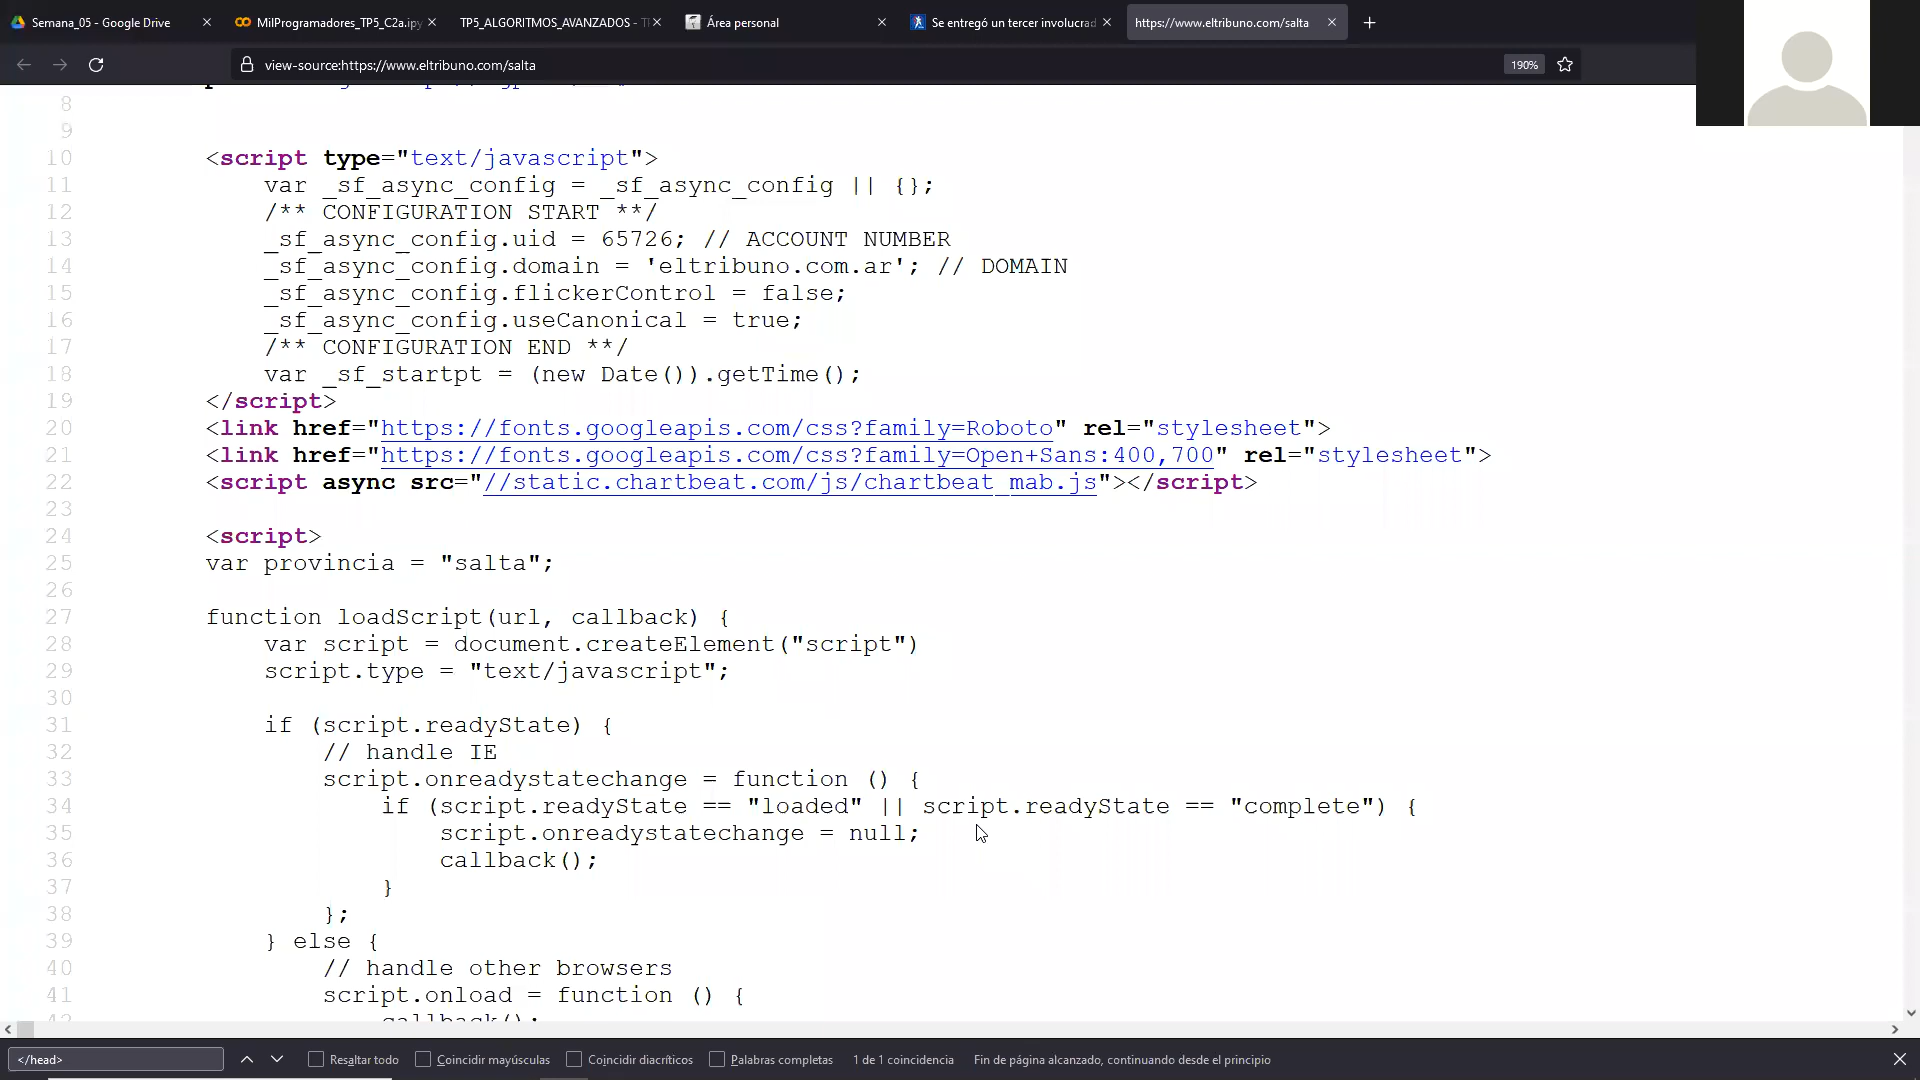 Semana_05 - Google Drive
MilProgramadores_TP5_C2a.ipy
TP5_ALGORITMOS_AVANZADOS -
Área personal
Se entregó un tercer involucrad
https://www.eltribuno.com/salta
view-source:https://www.eltribuno.com/salta
190%
8
9
10 <script type="text/javascript">
11 var _sf_async_config = _sf_async_config || {};
12 /** CONFIGURATION START **/
13 _sf_async_config.uid = 65726; // ACCOUNT NUMBER
14 _sf_async_config.domain = 'eltribuno.com.ar'; // DOMAIN
15 _sf_async_config.flickerControl = false;
16 _sf_async_config.useCanonical = true;
17 /** CONFIGURATION END **/
18 var _sf_startpt = (new Date()).getTime();
19 </script>
20 <link href="https://fonts.googleapis.com/css?family=Roboto" rel="stylesheet">
21 <link href="https://fonts.googleapis.com/css?family=Open+Sans:400,700" rel="stylesheet">
22 <script async src="//static.chartbeat.com/js/chartbeat_mab.js"></script>
23
24 <script>
25 var provincia = "salta";
26
27 function loadScript(url, callback) {
28 var script = document.createElement("script")
29 script.type = "text/javascript";
30
31 if (script.readyState) {
32 // handle IE
33 script.onreadystatechange = function () {
34 if (script.readyState == "loaded" || script.readyState == "complete") {
35 script.onreadystatechange = null;
36 callback();
37 }
38 };
39 } else {
40 // handle other browsers
41 script.onload = function () {
42 callback();
</head>
Resaltar todo
Coincidir mayúsculas
Coincidir diacríticos
Palabras completas
1 de 1 coincidencia
Fin de página alcanzado, continuando desde el principio